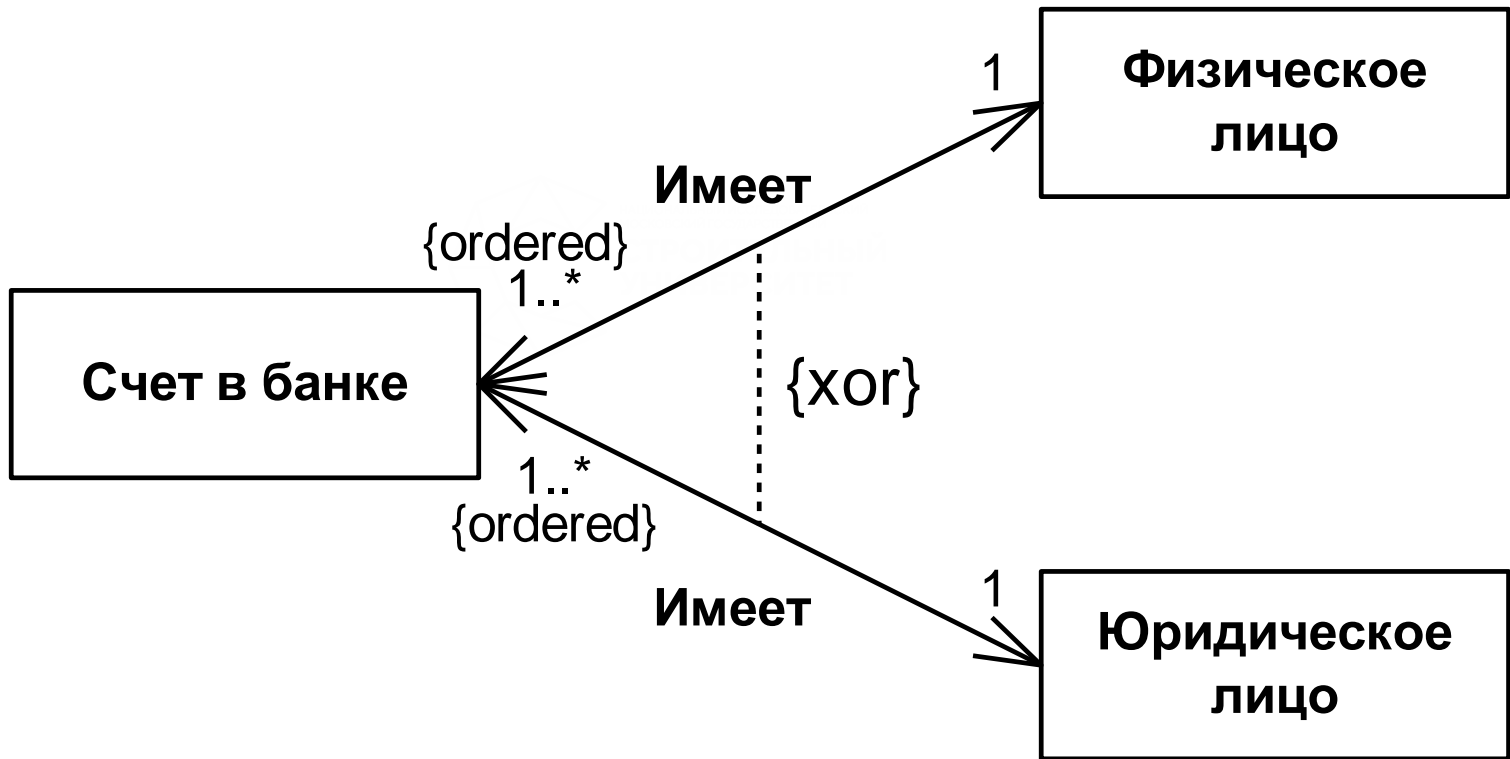 1
Физическое
лицо
Имеет
{ordered}
1..*
Счет в банке
{xor}
1..*
{ordered}
Имеет
1
Юридическое
лицо